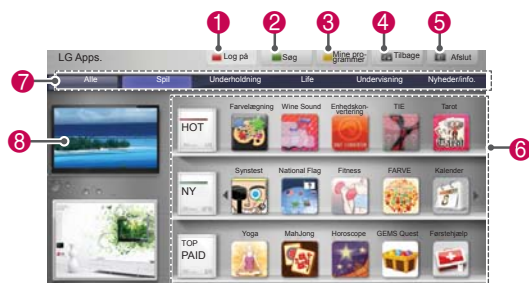 1 2 3 4 5
LG Apps. Log på Søg Mine pro-grammer Tilbage Afslut
7 Alle Spil Underholdning Life Undervisning Nyheder/info.
8
6
HOT Farvelægning Wine Sound Enhedskon-vertering TIE Tarot
NY Synstest National Flag Fitness FARVE Kalender
TOP PAID Yoga MahJong Horoscope GEMS Quest Førstehjælp